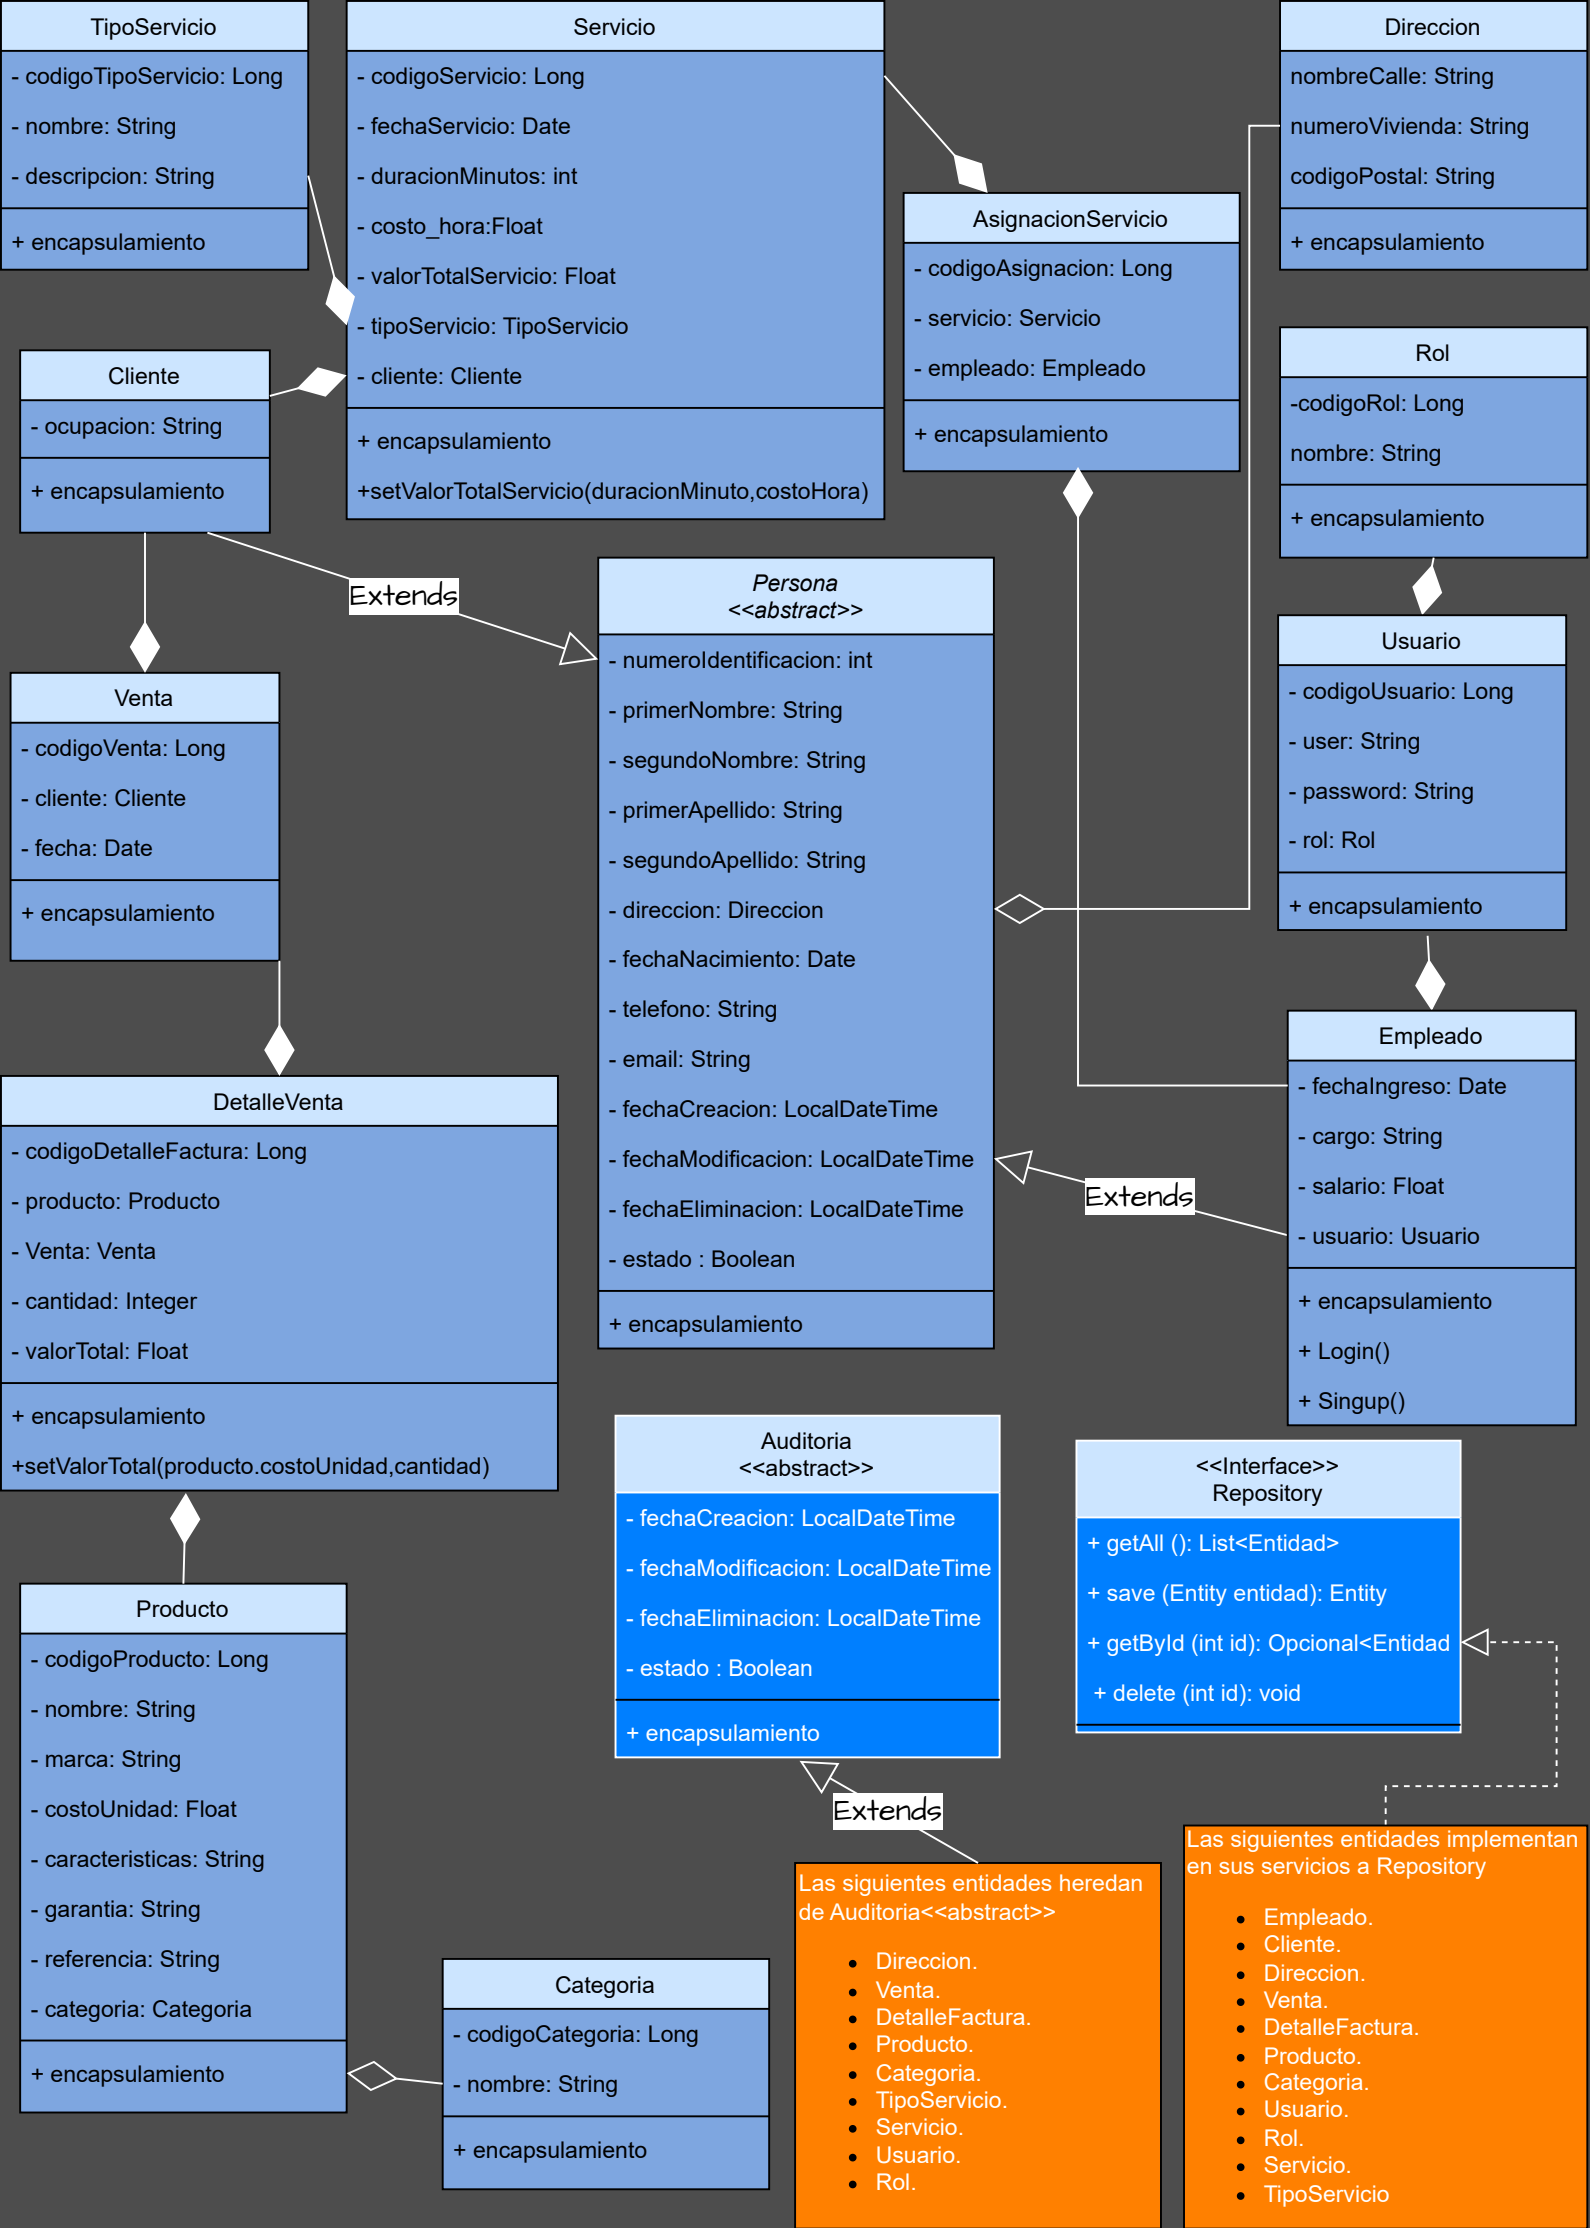 TipoServicio
- codigoTipoServicio: Long
- nombre: String
- descripcion: String
+ encapsulamiento
Servicio
- codigoServicio: Long
- fechaServicio: Date
- duracionMinutos: int
- costo_hora:Float
- valorTotalServicio: Float
- tipoServicio: TipoServicio
- cliente: Cliente
+ encapsulamiento
+setValorTotalServicio(duracionMinuto,costoHora)
Direccion
nombreCalle: String
numeroVivienda: String
codigoPostal: String
+ encapsulamiento
AsignacionServicio
- codigoAsignacion: Long
- servicio: Servicio
- empleado: Empleado
+ encapsulamiento
Rol
-codigoRol: Long
nombre: String
+ encapsulamiento
Cliente
- ocupacion: String
+ encapsulamiento
Extends
Persona
<<abstract>>
- numeroIdentificacion: int
- primerNombre: String
- segundoNombre: String
- primerApellido: String
- segundoApellido: String
- direccion: Direccion
- fechaNacimiento: Date
- telefono: String
- email: String
- fechaCreacion: LocalDateTime
- fechaModificacion: LocalDateTime
- fechaEliminacion: LocalDateTime
- estado : Boolean
+ encapsulamiento
Usuario
- codigoUsuario: Long
- user: String
- password: String
- rol: Rol
+ encapsulamiento
Venta
- codigoVenta: Long
- cliente: Cliente
- fecha: Date
+ encapsulamiento
Empleado
- fechaIngreso: Date
- cargo: String
- salario: Float
- usuario: Usuario
+ encapsulamiento
+ Login()
+ Singup()
Extends
DetalleVenta
- codigoDetalleFactura: Long
- producto: Producto
- Venta: Venta
- cantidad: Integer
- valorTotal: Float
+ encapsulamiento
+setValorTotal(producto.costoUnidad,cantidad)
Auditoria
<<abstract>>
- fechaCreacion: LocalDateTime
- fechaModificacion: LocalDateTime
- fechaEliminacion: LocalDateTime
- estado : Boolean
+ encapsulamiento
<<Interface>>
Repository
+ getAll (): List<Entidad>
+ save (Entity entidad): Entity
+ getById (int id): Opcional<Entidad
+ delete (int id): void
Producto
- codigoProducto: Long
- nombre: String
- marca: String
- costoUnidad: Float
- caracteristicas: String
- garantia: String
- referencia: String
- categoria: Categoria
+ encapsulamiento
Extends
Categoria
- codigoCategoria: Long
- nombre: String
+ encapsulamiento
Las siguientes entidades heredan
de Auditoria<<abstract>>
• Direccion.
• Venta.
• DetalleFactura.
• Producto.
• Categoria.
• TipoServicio.
• Servicio.
• Usuario.
• Rol.
Las siguientes entidades implementan
en sus servicios a Repository
• Empleado.
• Cliente.
• Direccion.
• Venta.
• DetalleFactura.
• Producto.
• Categoria.
• Usuario.
• Rol.
• Servicio.
• TipoServicio